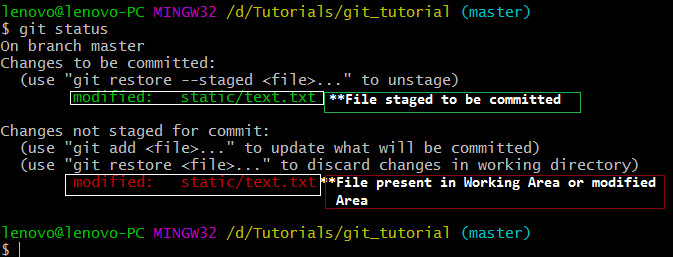 lenovo@lenovo-PC MINGW32 /d/Tutorials/git_tutorial (master)
$ git status
On branch master
Changes to be committed:
  (use "git restore --staged <file>..." to unstage)
        modified:   static/text.txt **File staged to be committed

Changes not staged for commit:
  (use "git add <file>..." to update what will be committed)
  (use "git restore <file>..." to discard changes in working directory)
        modified:   static/text.txt **File present in Working Area or modified
Area

lenovo@lenovo-PC MINGW32 /d/Tutorials/git_tutorial (master)
$